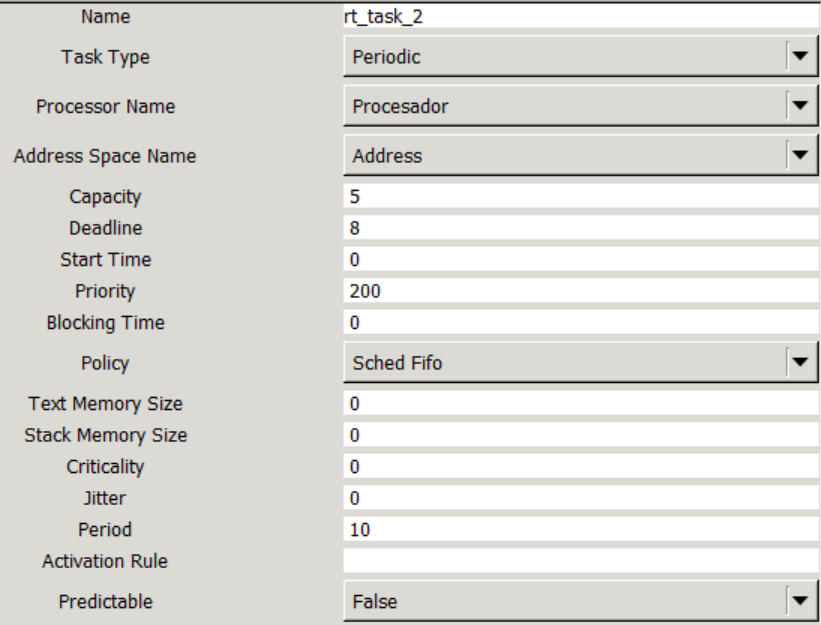 Name rt_task_2
Task Type Periodic
Processor Name Procesador
Address Space Name Address
Capacity 5
Deadline 8
Start Time 0
Priority 200
Blocking Time 0
Policy Sched Fifo
Text Memory Size 0
Stack Memory Size 0
Criticality 0
Jitter 0
Period 10
Activation Rule
Predictable False